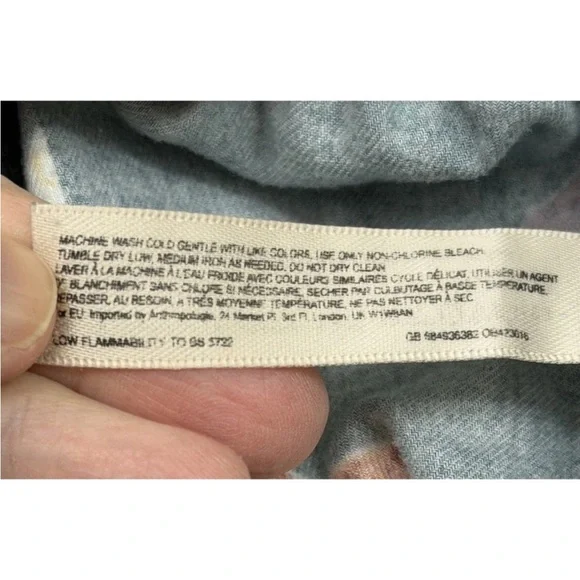 MACHINE WASH COLD GENTLE WITH LIKE COLORS. USE ONLY NON-CHLORINE BLEACH.
TUMBLE DRY LOW. MEDIUM IRON AS NEEDED. DO NOT DRY CLEAN
LAVER À LA MACHINE À L'EAU FROIDE AVEC COULEURS SIMILAIRES CYCLE DÉLICAT, UTILISER UN AGENT
BLANCHIMENT SANS CHLORE SI NÉCESSAIRE, SÉCHER PAR CULBUTAGE À BASSE TEMPÉRATURE
EPASSER, AU BESOIN, À TRÈS MOYENNE TEMPÉRATURE, NE PAS NETTOYER À SEC
or EU: Imported by Anthropologie, 24 Market Pl 3rd Fl London, UK
LOW FLAMMABILITY TO BS 5722
GB